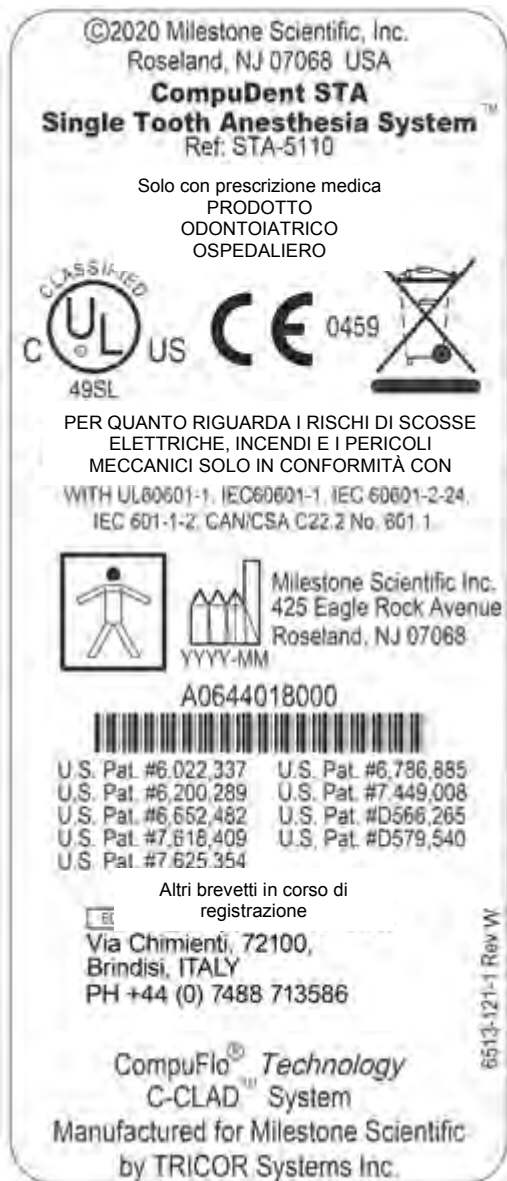 ©2020 Milestone Scientific, Inc.
Roseland, NJ 07068 USA
CompuDent STA
Single Tooth Anesthesia System™
Ref: STA-5110
Solo con prescrizione medica
PRODOTTO
ODONTOIATRICO
OSPEDALIERO
CLASSIFIED
C UL US
49SL
CE 0459
PER QUANTO RIGUARDA I RISCHI DI SCOSSE
ELETTRICHE, INCENDI E I PERICOLI
MECCANICI SOLO IN CONFORMITÀ CON
WITH UL60601-1, IEC60601-1, IEC 60601-2-24,
IEC 601-1-2, CAN/CSA C22.2 No. 601.1.
YYYY-MM
Milestone Scientific Inc.
425 Eagle Rock Avenue
Roseland, NJ 07068
A0644018000
U.S. Pat. #6,022,337 U.S. Pat. #6,786,885
U.S. Pat. #6,200,289 U.S. Pat. #7,449,008
U.S. Pat. #6,652,482 U.S. Pat. #D566,265
U.S. Pat. #7,618,409 U.S. Pat. #D579,540
U.S. Pat. #7,625,354
Altri brevetti in corso di
registrazione
Via Chimienti, 72100,
Brindisi, ITALY
PH +44 (0) 7488 713586
6513-121-1 Rev W
CompuFlo® Technology
C-CLAD™ System
Manufactured for Milestone Scientific
by TRICOR Systems Inc.